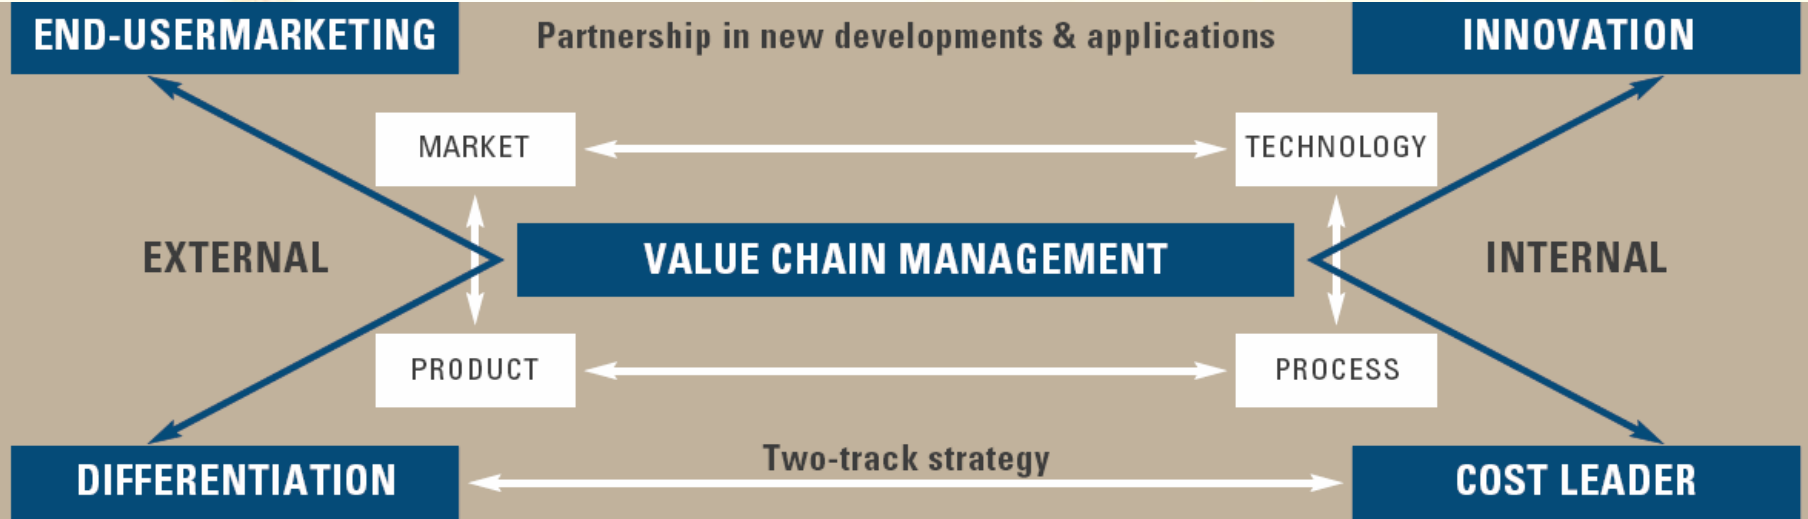 END-USERMARKETING
Partnership in new developments & applications
INNOVATION
MARKET
TECHNOLOGY
EXTERNAL
VALUE CHAIN MANAGEMENT
INTERNAL
PRODUCT
PROCESS
DIFFERENTIATION
Two-track strategy
COST LEADER